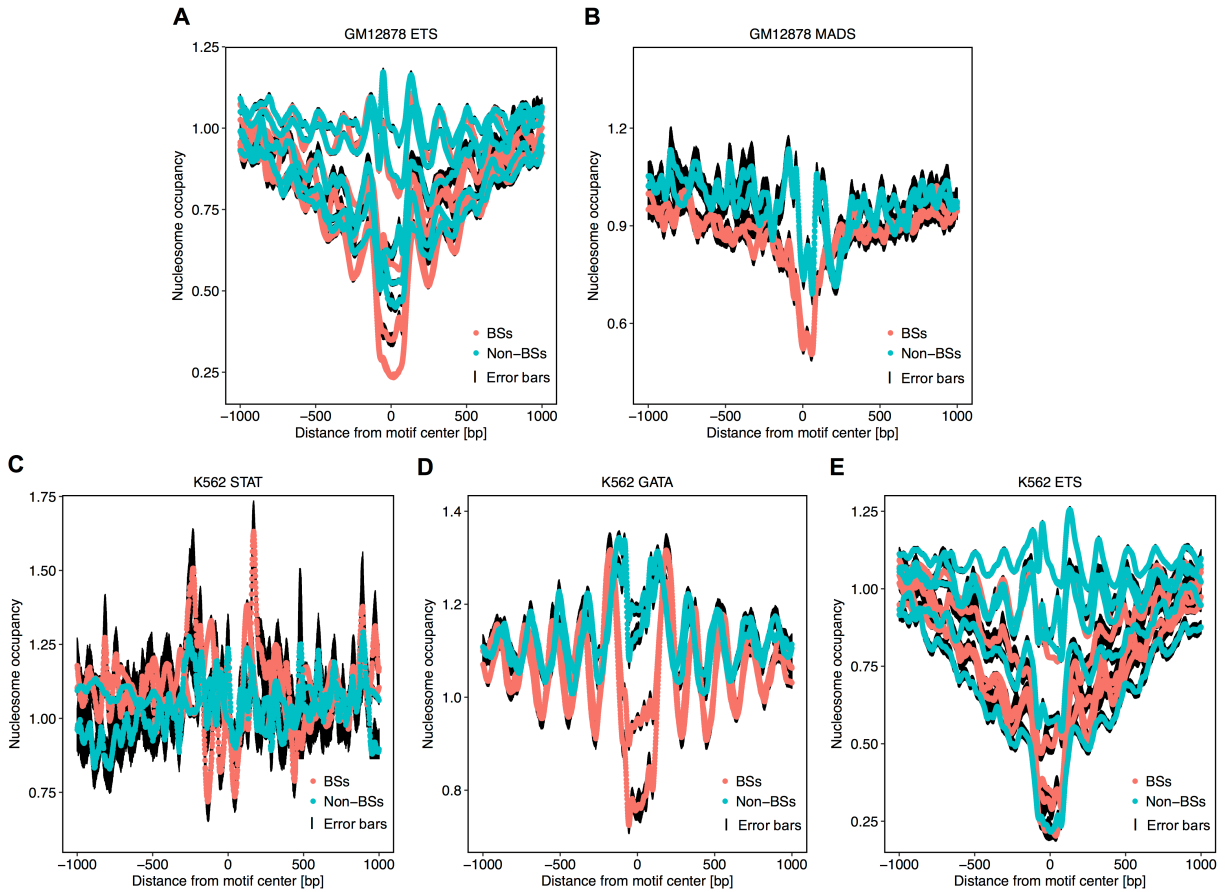 A
GM12878 ETS
Nucleosome occupancy
1.25
1.00
0.75
0.50
0.25
BSs
Non−BSs
Error bars
−1000 −500 0 500 1000
Distance from motif center [bp]
B
GM12878 MADS
Nucleosome occupancy
1.2
0.9
0.6
BSs
Non−BSs
Error bars
−1000 −500 0 500 1000
Distance from motif center [bp]
C
K562 STAT
Nucleosome occupancy
1.75
1.50
1.25
1.00
0.75
BSs
Non−BSs
Error bars
−1000 −500 0 500 1000
Distance from motif center [bp]
D
K562 GATA
Nucleosome occupancy
1.4
1.2
1.0
0.8
BSs
Non−BSs
Error bars
−1000 −500 0 500 1000
Distance from motif center [bp]
E
K562 ETS
Nucleosome occupancy
1.25
1.00
0.75
0.50
0.25
BSs
Non−BSs
Error bars
−1000 −500 0 500 1000
Distance from motif center [bp]